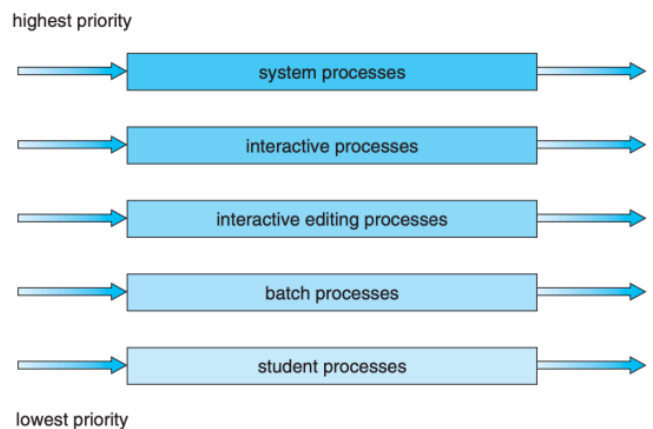 highest priority
system processes
interactive processes
interactive editing processes
batch processes
student processes
lowest priority